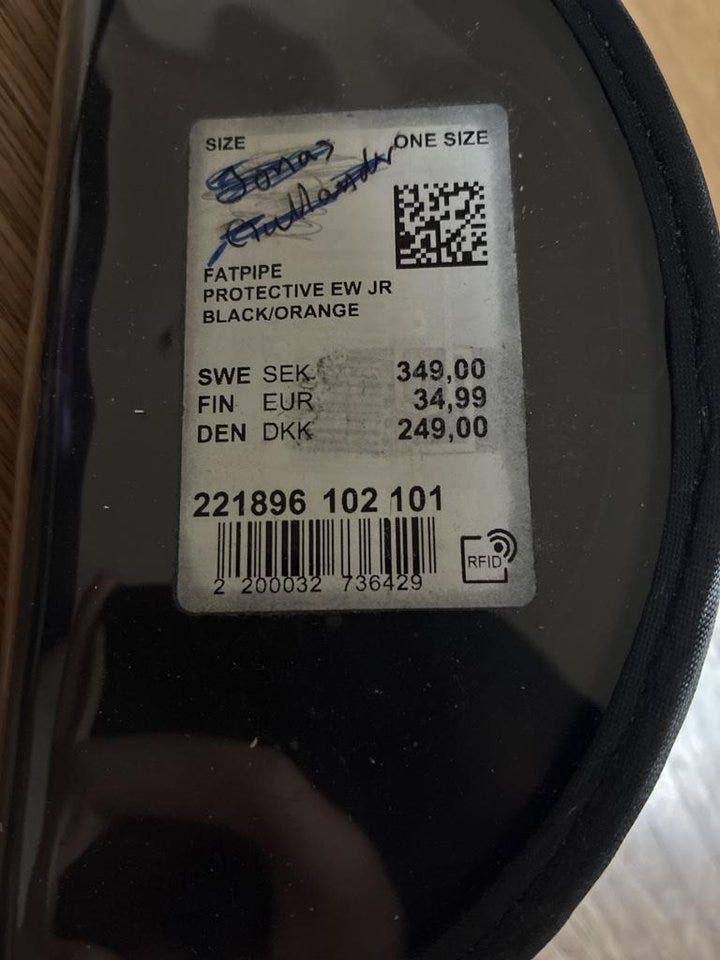 SIZE ONE SIZE
Jonas
FATPIPE
PROTECTIVE EW JR
BLACK/ORANGE
SWE SEK 349,00
FIN EUR 34,99
DEN DKK 249,00
221896 102 101
2 200032 736429
RFID